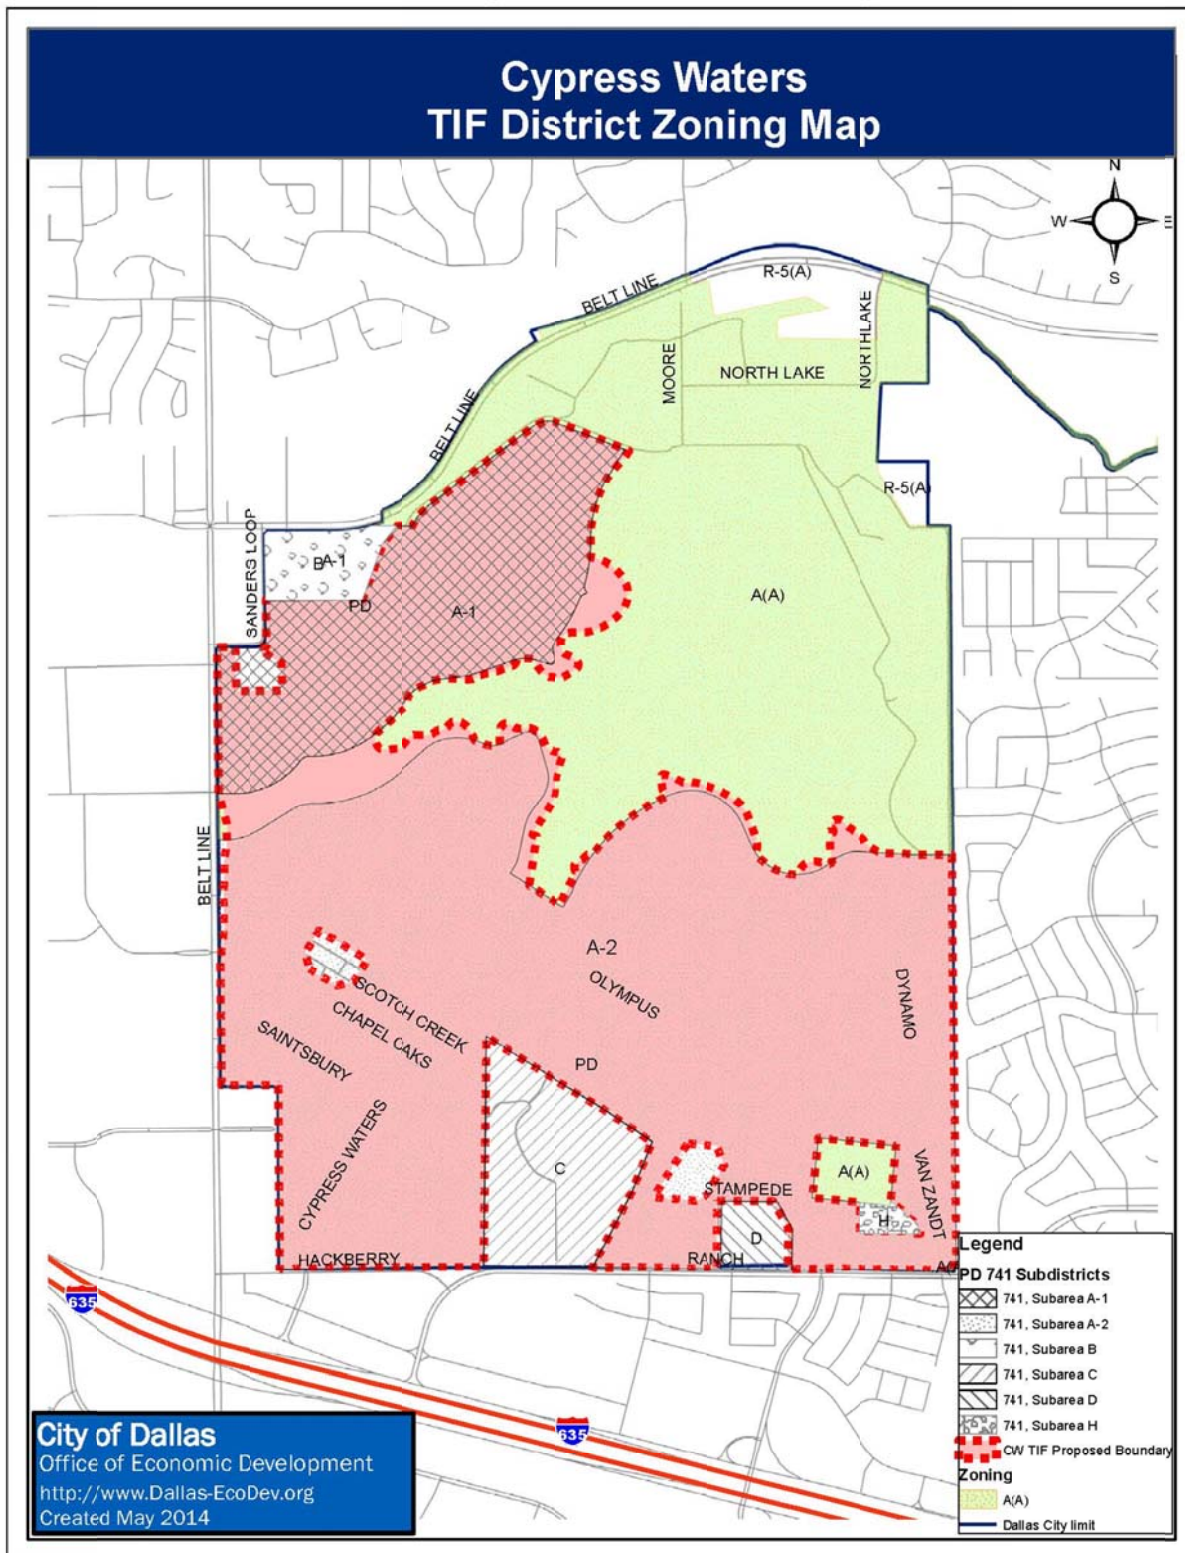 Cypress Waters
TIF District Zoning Map
N
W
E
S
R-5(A)
BELT LINE
NORTHLAKE
MOORE
NORTH LAKE
BELT LINE
R-5(A)
SANDERS LOOP
B
A-1
A(A)
PD
A-1
BELT LINE
A-2
SCOTCH CREEK
OLYMPUS
DYNAMO
CHAPEL OAKS
SAINTSBURY
PD
CYPRESS WATERS
C
A(A)
VAN ZANDT
STAMPEDE
H
D
HACKBERRY
RANCH
635
635
Legend
PD 741 Subdistricts
741, Subarea A-1
741, Subarea A-2
741, Subarea B
741, Subarea C
741, Subarea D
741, Subarea H
CW TIF Proposed Boundary
Zoning
A(A)
Dallas City limit
City of Dallas
Office of Economic Development
http://www.Dallas-EcoDev.org
Created May 2014